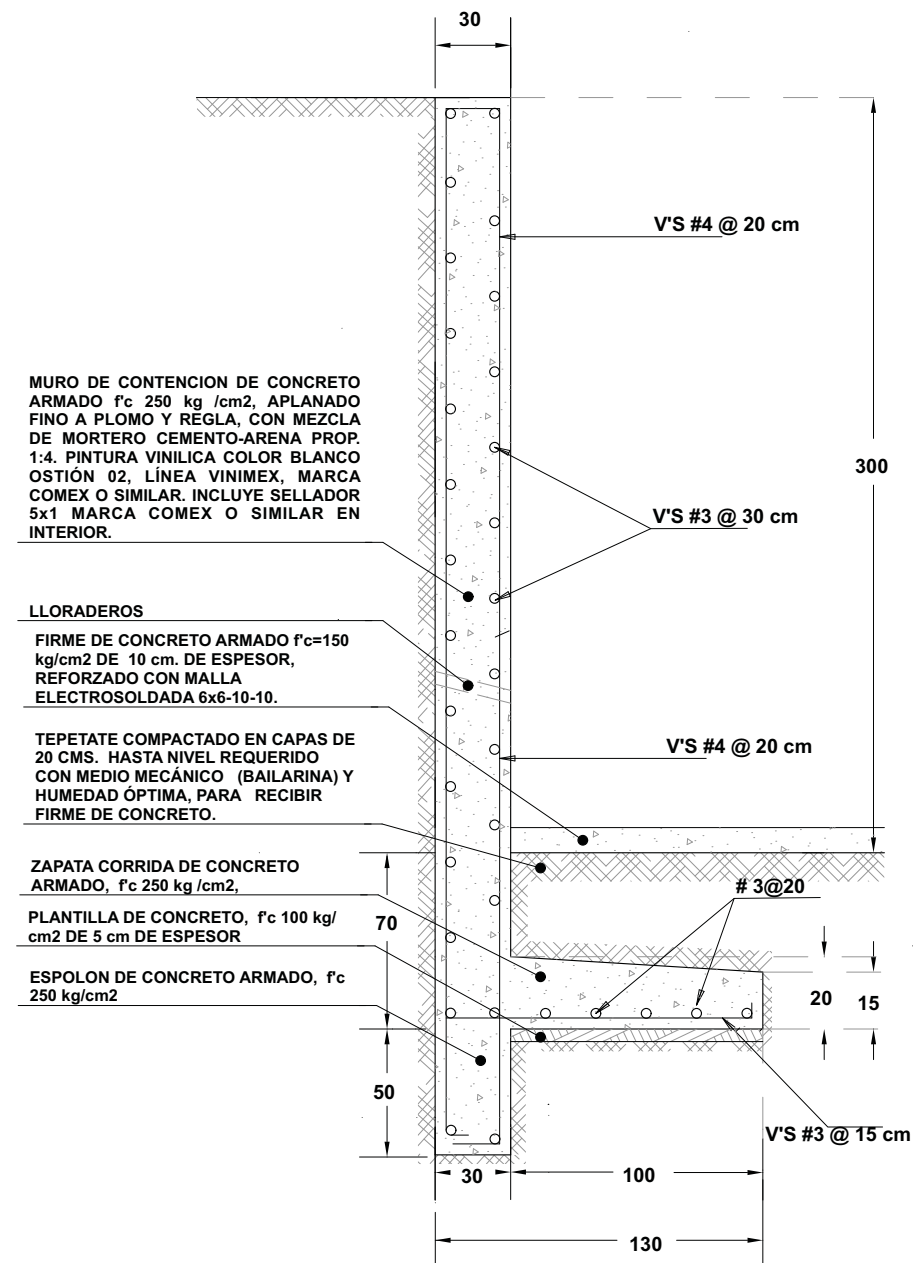 30
V'S #4 @ 20 cm
MURO DE CONTENCION DE CONCRETO
ARMADO f'c 250 kg /cm2, APLANADO
FINO A PLOMO Y REGLA, CON MEZCLA
DE MORTERO CEMENTO-ARENA PROP.
1:4. PINTURA VINILICA COLOR BLANCO
OSTIÓN 02, LÍNEA VINIMEX, MARCA
COMEX O SIMILAR. INCLUYE SELLADOR
5x1 MARCA COMEX O SIMILAR EN
INTERIOR.
300
V'S #3 @ 30 cm
LLORADEROS
FIRME DE CONCRETO ARMADO f'c=150
kg/cm2 DE 10 cm. DE ESPESOR,
REFORZADO CON MALLA
ELECTROSOLDADA 6x6-10-10.
TEPETATE COMPACTADO EN CAPAS DE
20 CMS. HASTA NIVEL REQUERIDO
CON MEDIO MECÁNICO (BAILARINA) Y
HUMEDAD ÓPTIMA, PARA RECIBIR
FIRME DE CONCRETO.
V'S #4 @ 20 cm
ZAPATA CORRIDA DE CONCRETO
ARMADO, f'c 250 kg /cm2,
# 3@20
PLANTILLA DE CONCRETO, f'c 100 kg/
cm2 DE 5 cm DE ESPESOR
70
ESPOLON DE CONCRETO ARMADO, f'c
250 kg/cm2
20
15
50
V'S #3 @ 15 cm
30
100
130